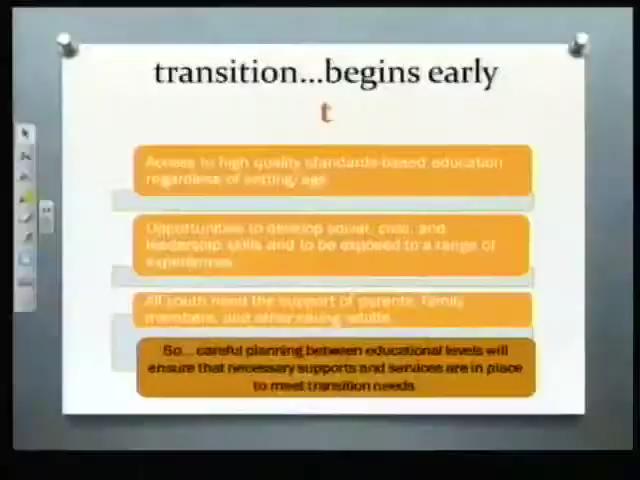 transition...begins early
t
Access to high quality standards-based education
regardless of setting/age
Opportunities to develop social, civic, and
leadership skills and to be exposed to a range of
experiences
All youth need the support of parents, family
members, and other caring adults.
So... careful planning between educational levels will
ensure that necessary supports and services are in place
to meet transition needs